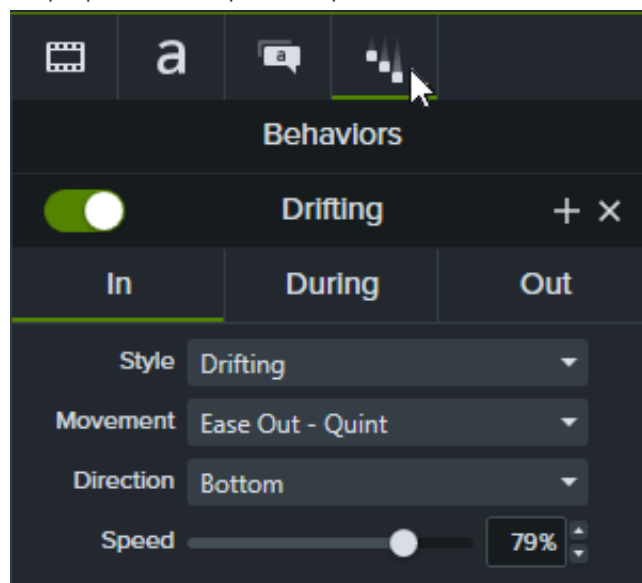 a
a
Behaviors
Drifting
In During Out
Style Drifting
Movement Ease Out - Quint
Direction Bottom
Speed 79%